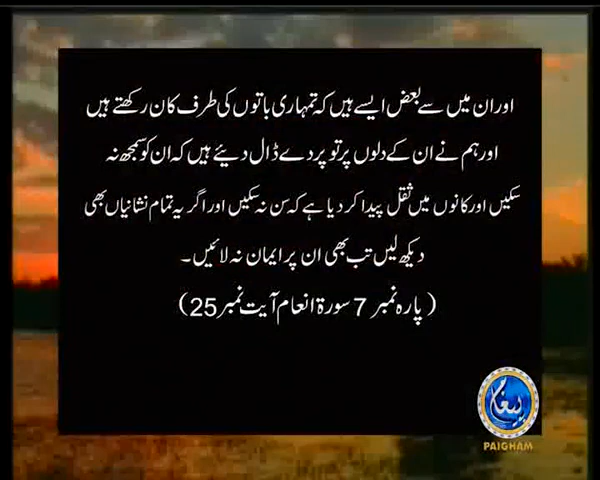 اور ان میں سے بعض ایسے ہیں کہ تمہاری باتوں کی طرف کان رکھتے ہیں
اور ہم نے ان کے دلوں پر تو پردے ڈال دیئے ہیں کہ ان کو سمجھ نہ
سکیں اور کانوں میں ثقل پیدا کر دیا ہے کہ سن نہ سکیں اور اگر یہ تمام نشانیاں بھی
دیکھ لیں تب بھی ان پر ایمان نہ لائیں۔
(پارہ نمبر 7 سورۃ انعام آیت نمبر 25)
پیغام
PAIGHAM